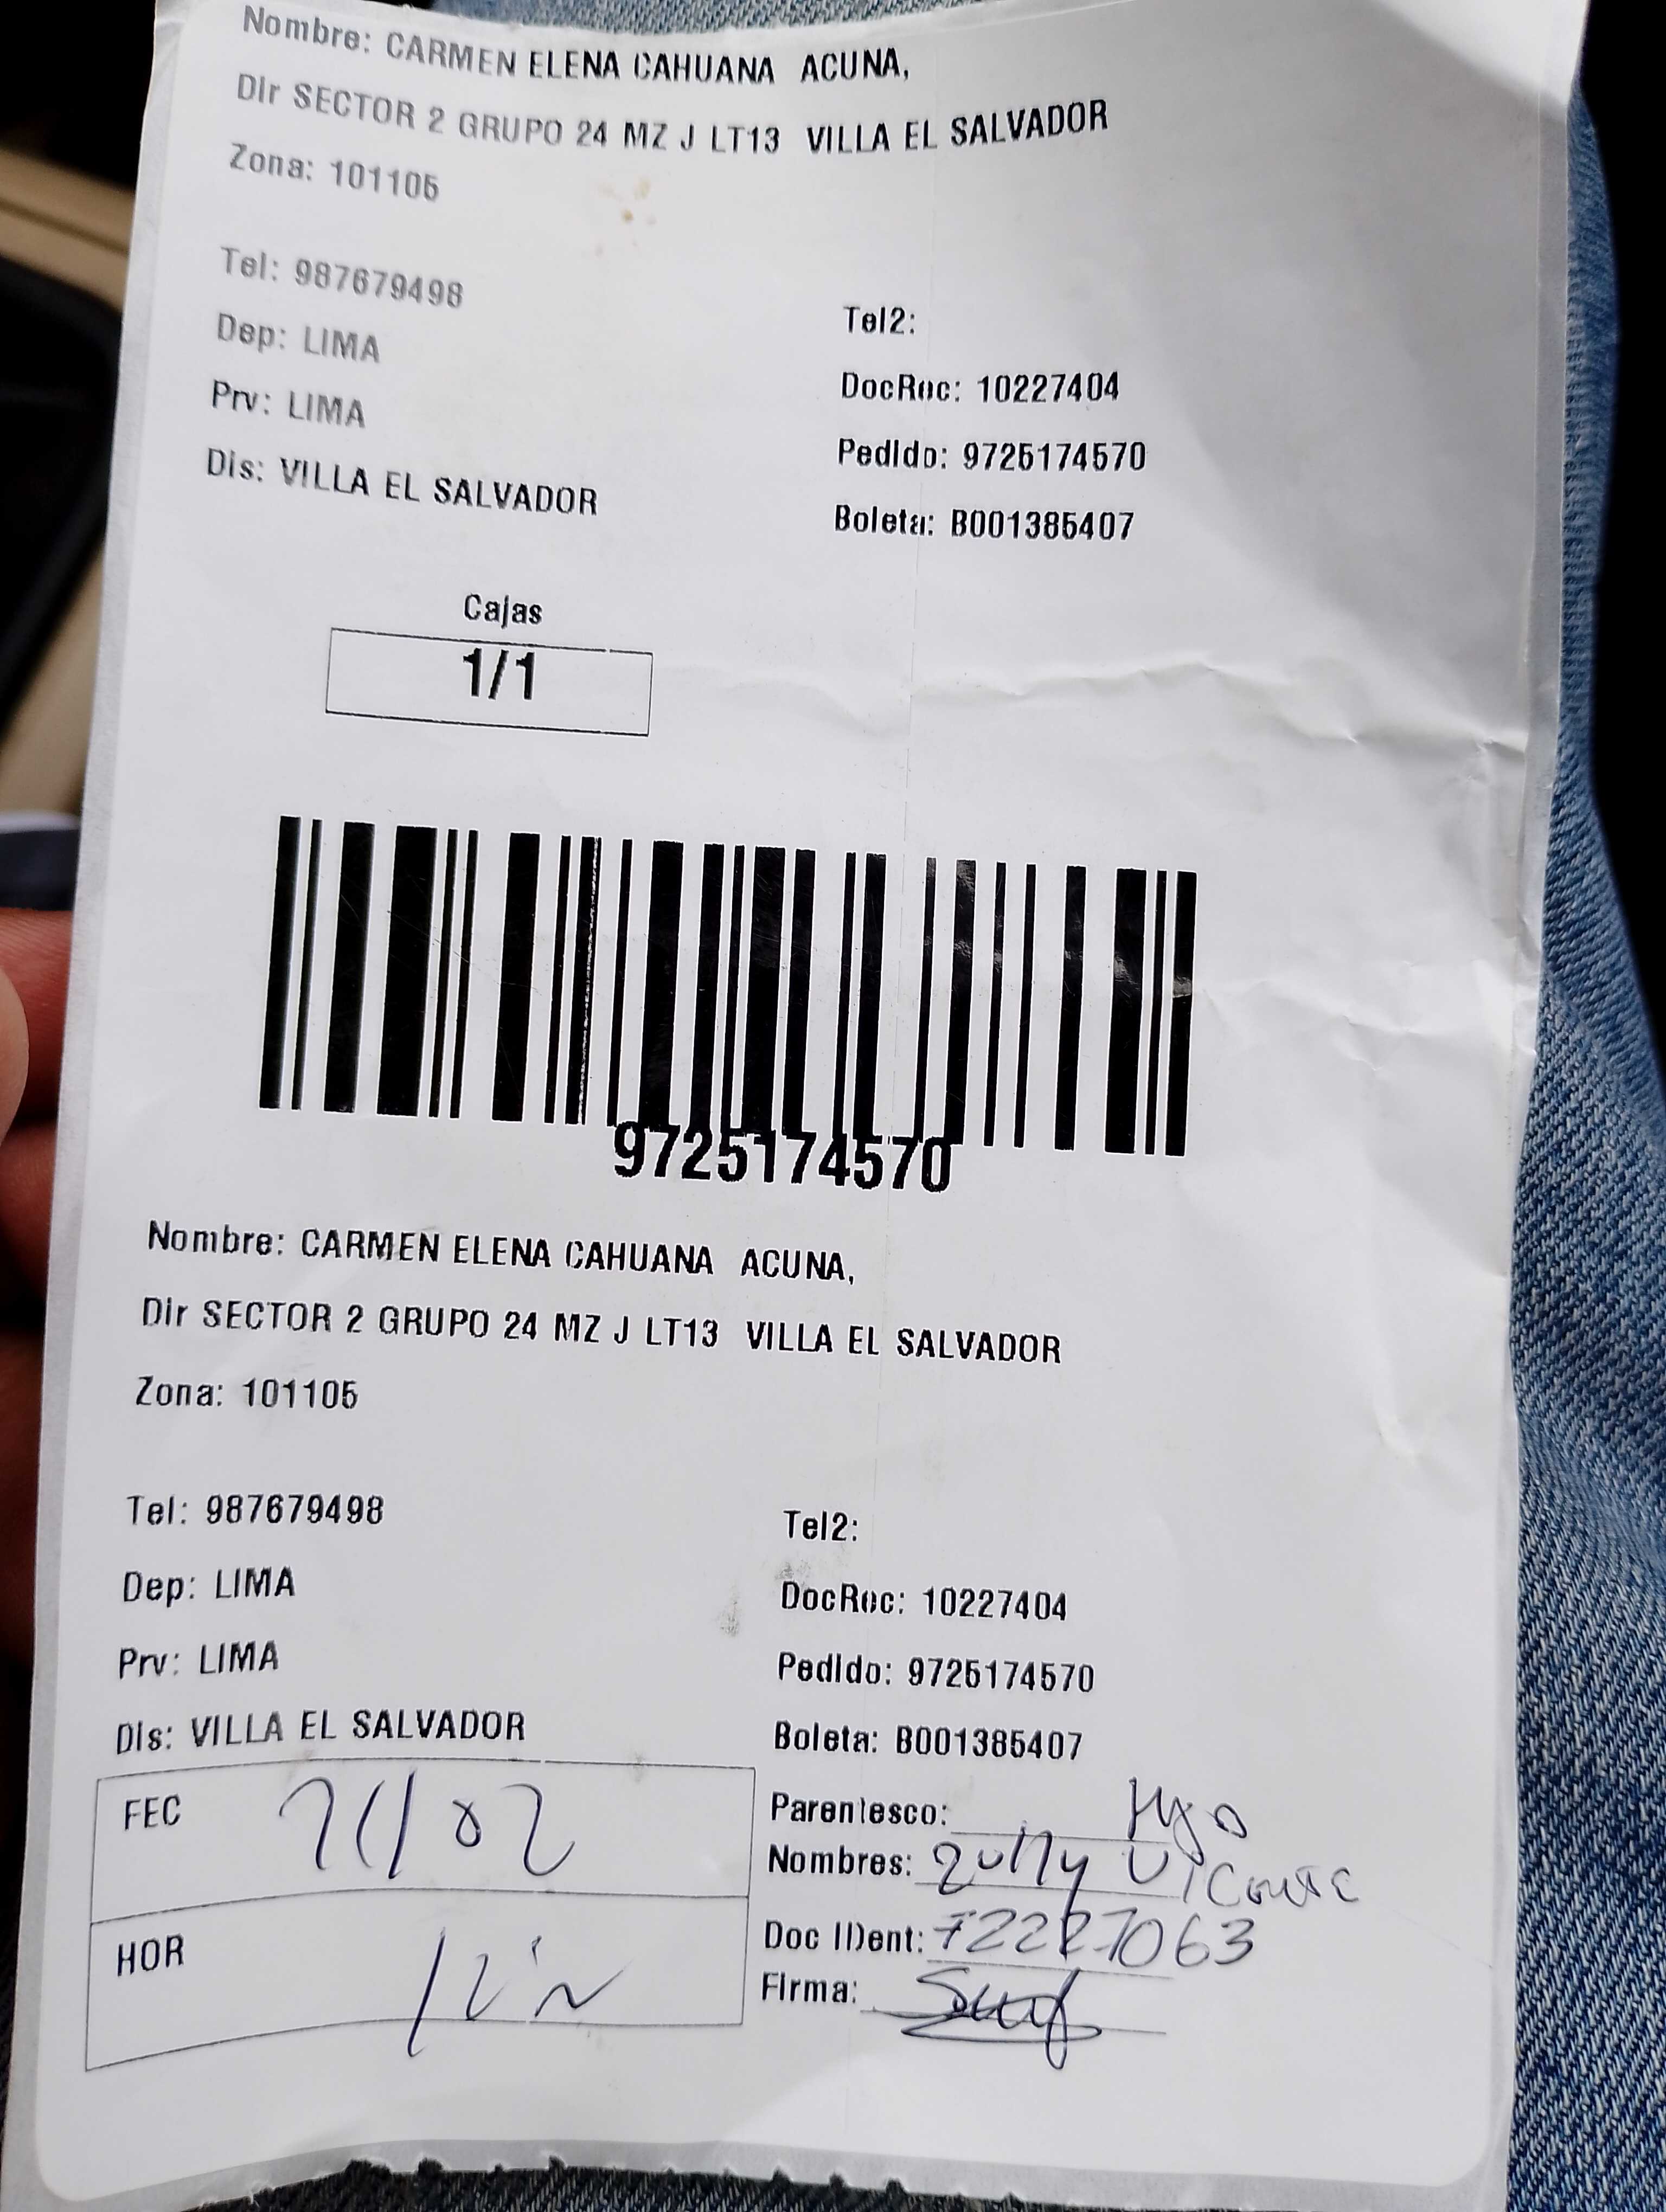 Nombre: CARMEN ELENA CAHUANA ACUNA,
Dir SECTOR 2 GRUPO 24 MZ J LT13 VILLA EL SALVADOR
Zona: 101105
Tel: 987679498
Tel2:
Dep: LIMA
DocRec: 10227404
Prv: LIMA
Pedido: 9725174570
Dis: VILLA EL SALVADOR
Boleta: B001385407
Cajas
1/1
9725174570
Nombre: CARMEN ELENA CAHUANA ACUNA,
Dir SECTOR 2 GRUPO 24 MZ J LT13 VILLA EL SALVADOR
Zona: 101105
Tel: 987679498
Tel2:
Dep: LIMA
DocRec: 10227404
Prv: LIMA
Pedido: 9725174570
Dis: VILLA EL SALVADOR
Boleta: B001385407
FEC
Parentesco:
Nombres: Zully
Doc IDent: 72227063
HOR
Firma: